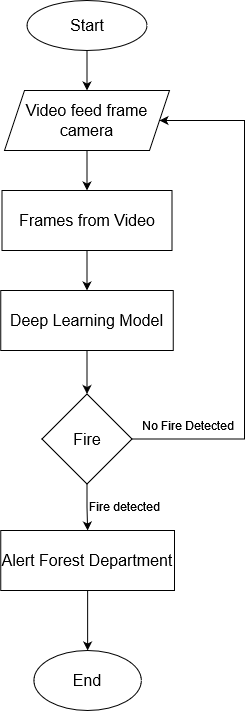 Start
Video feed frame
camera
Frames from Video
Deep Learning Model
Fire
No Fire Detected
Fire detected
Alert Forest Department
End